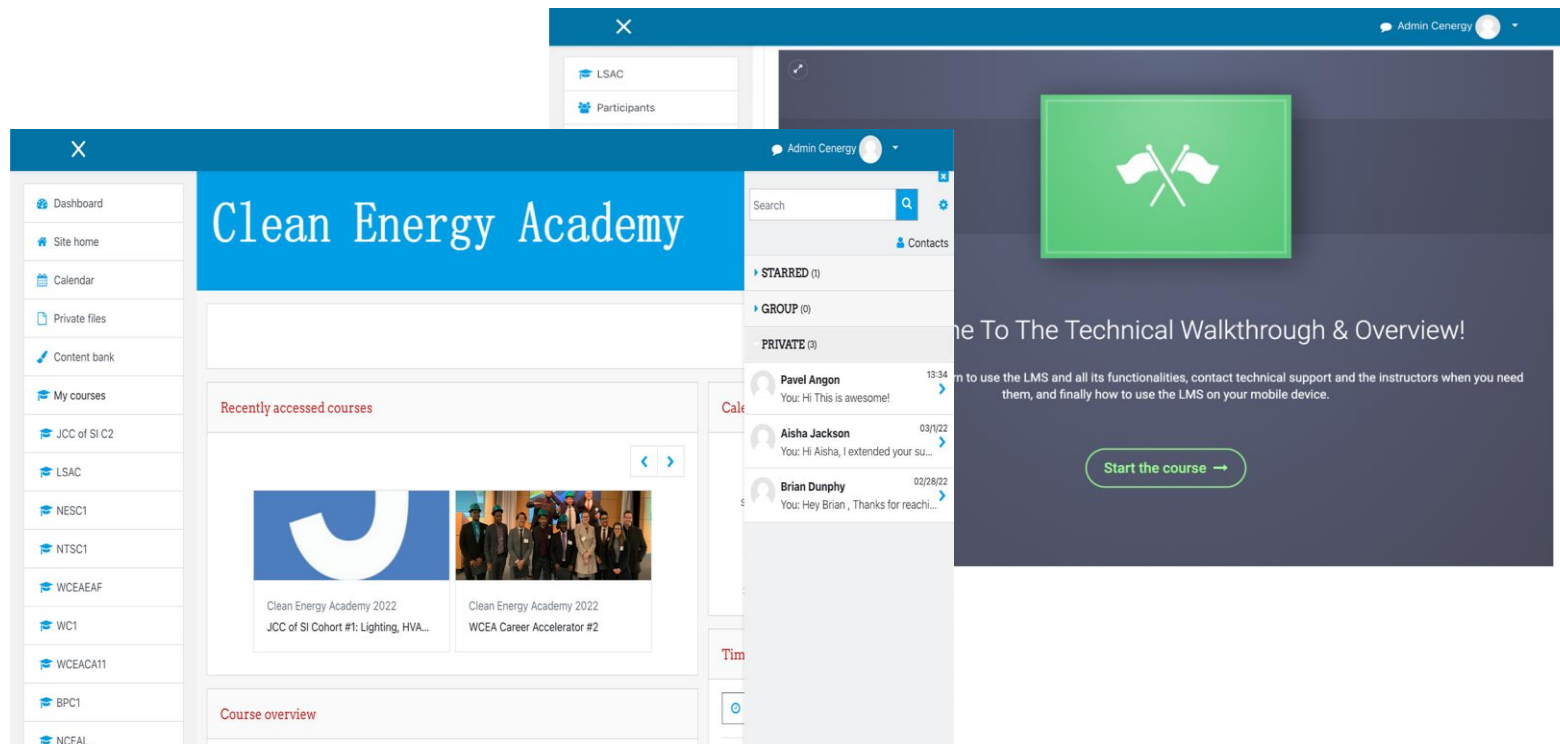 Admin Cenergy
LSAC
Participants
Admin Cenergy
Dashboard
Site home
Calendar
Private files
Content bank
My courses
JCC of SI C2
LSAC
NESC1
NTSC1
WCEAEAF
WC1
WCEACA11
BPC1
NCEAL
Clean Energy Academy
Recently accessed courses
Clean Energy Academy 2022
JCC of SI Cohort #1: Lighting, HVA...
Clean Energy Academy 2022
WCEA Career Accelerator #2
Course overview
Cale
Tim
Search
Contacts
STARRED (1)
GROUP (0)
PRIVATE (3)
Pavel Angon 13:34
You: Hi This is awesome!
Aisha Jackson 03/1/22
You: Hi Aisha, I extended your su...
Brian Dunphy 02/28/22
You: Hey Brian , Thanks for reachi...
ne To The Technical Walkthrough & Overview!
rn to use the LMS and all its functionalities, contact technical support and the instructors when you need
them, and finally how to use the LMS on your mobile device.
Start the course →